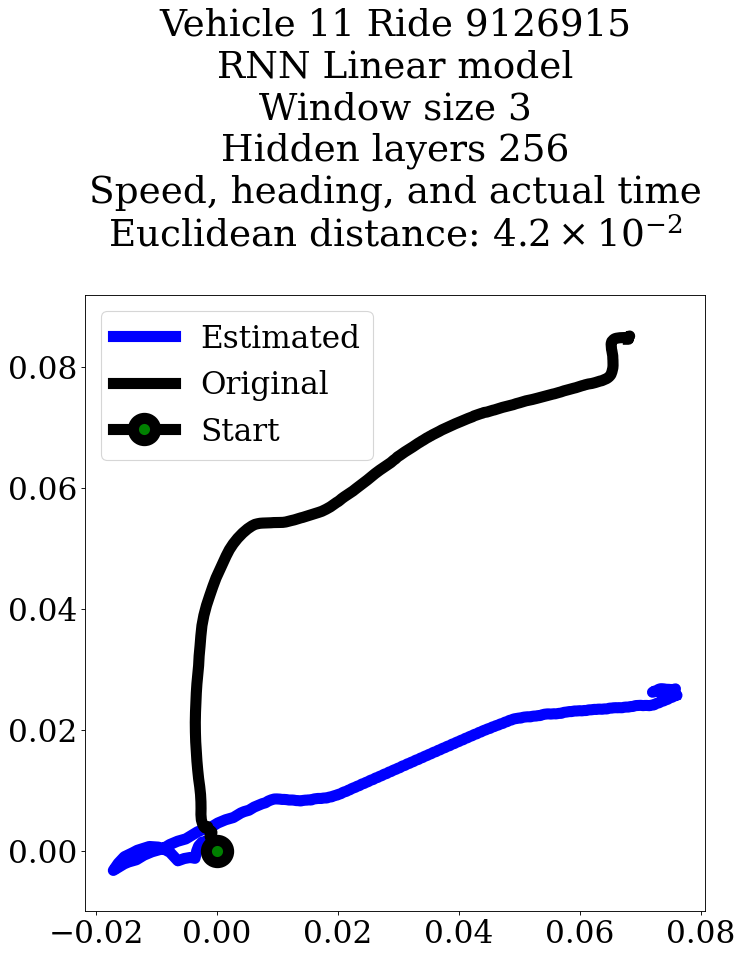 Vehicle 11 Ride 9126915
RNN Linear model
Window size 3
Hidden layers 256
Speed, heading, and actual time
Euclidean distance: 4.2 × 10⁻²
Estimated
Original
Start
0.08
0.06
0.04
0.02
0.00
−0.02 0.00 0.02 0.04 0.06 0.08